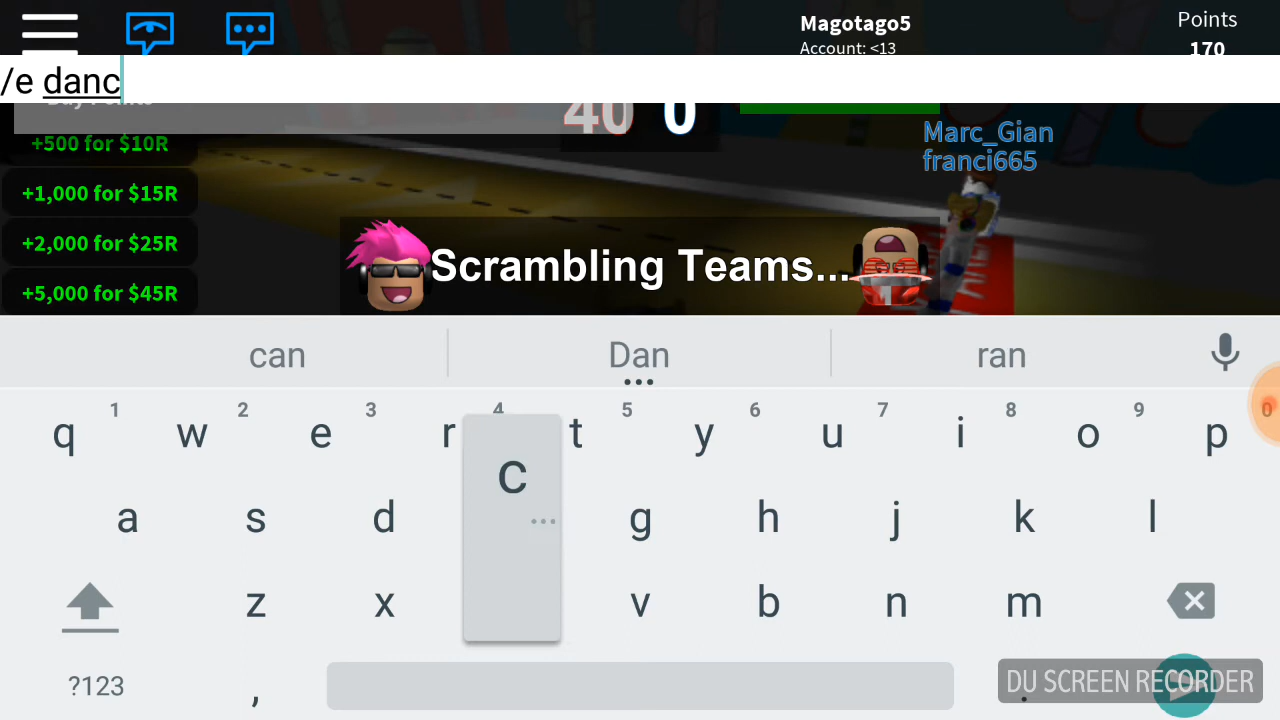 Magotago5
Account: <13
Points
170
/e danc
40 0
+500 for $10R
+1,000 for $15R
+2,000 for $25R
+5,000 for $45R
Marc_Gian
franci665
Scrambling Teams...
can Dan ran
1 2 3 4 5 6 7 8 9 0
q w e r t y u i o p
a s d g h j k l
c
z x v b n m
?123 , .
DU SCREEN RECORDER